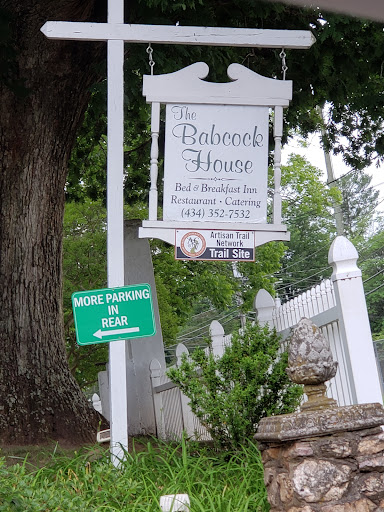 The
Babcock
House
Bed & Breakfast Inn
Restaurant • Catering
(434) 352-7532
Artisan Trail
Network
Trail Site
MORE PARKING
IN
REAR